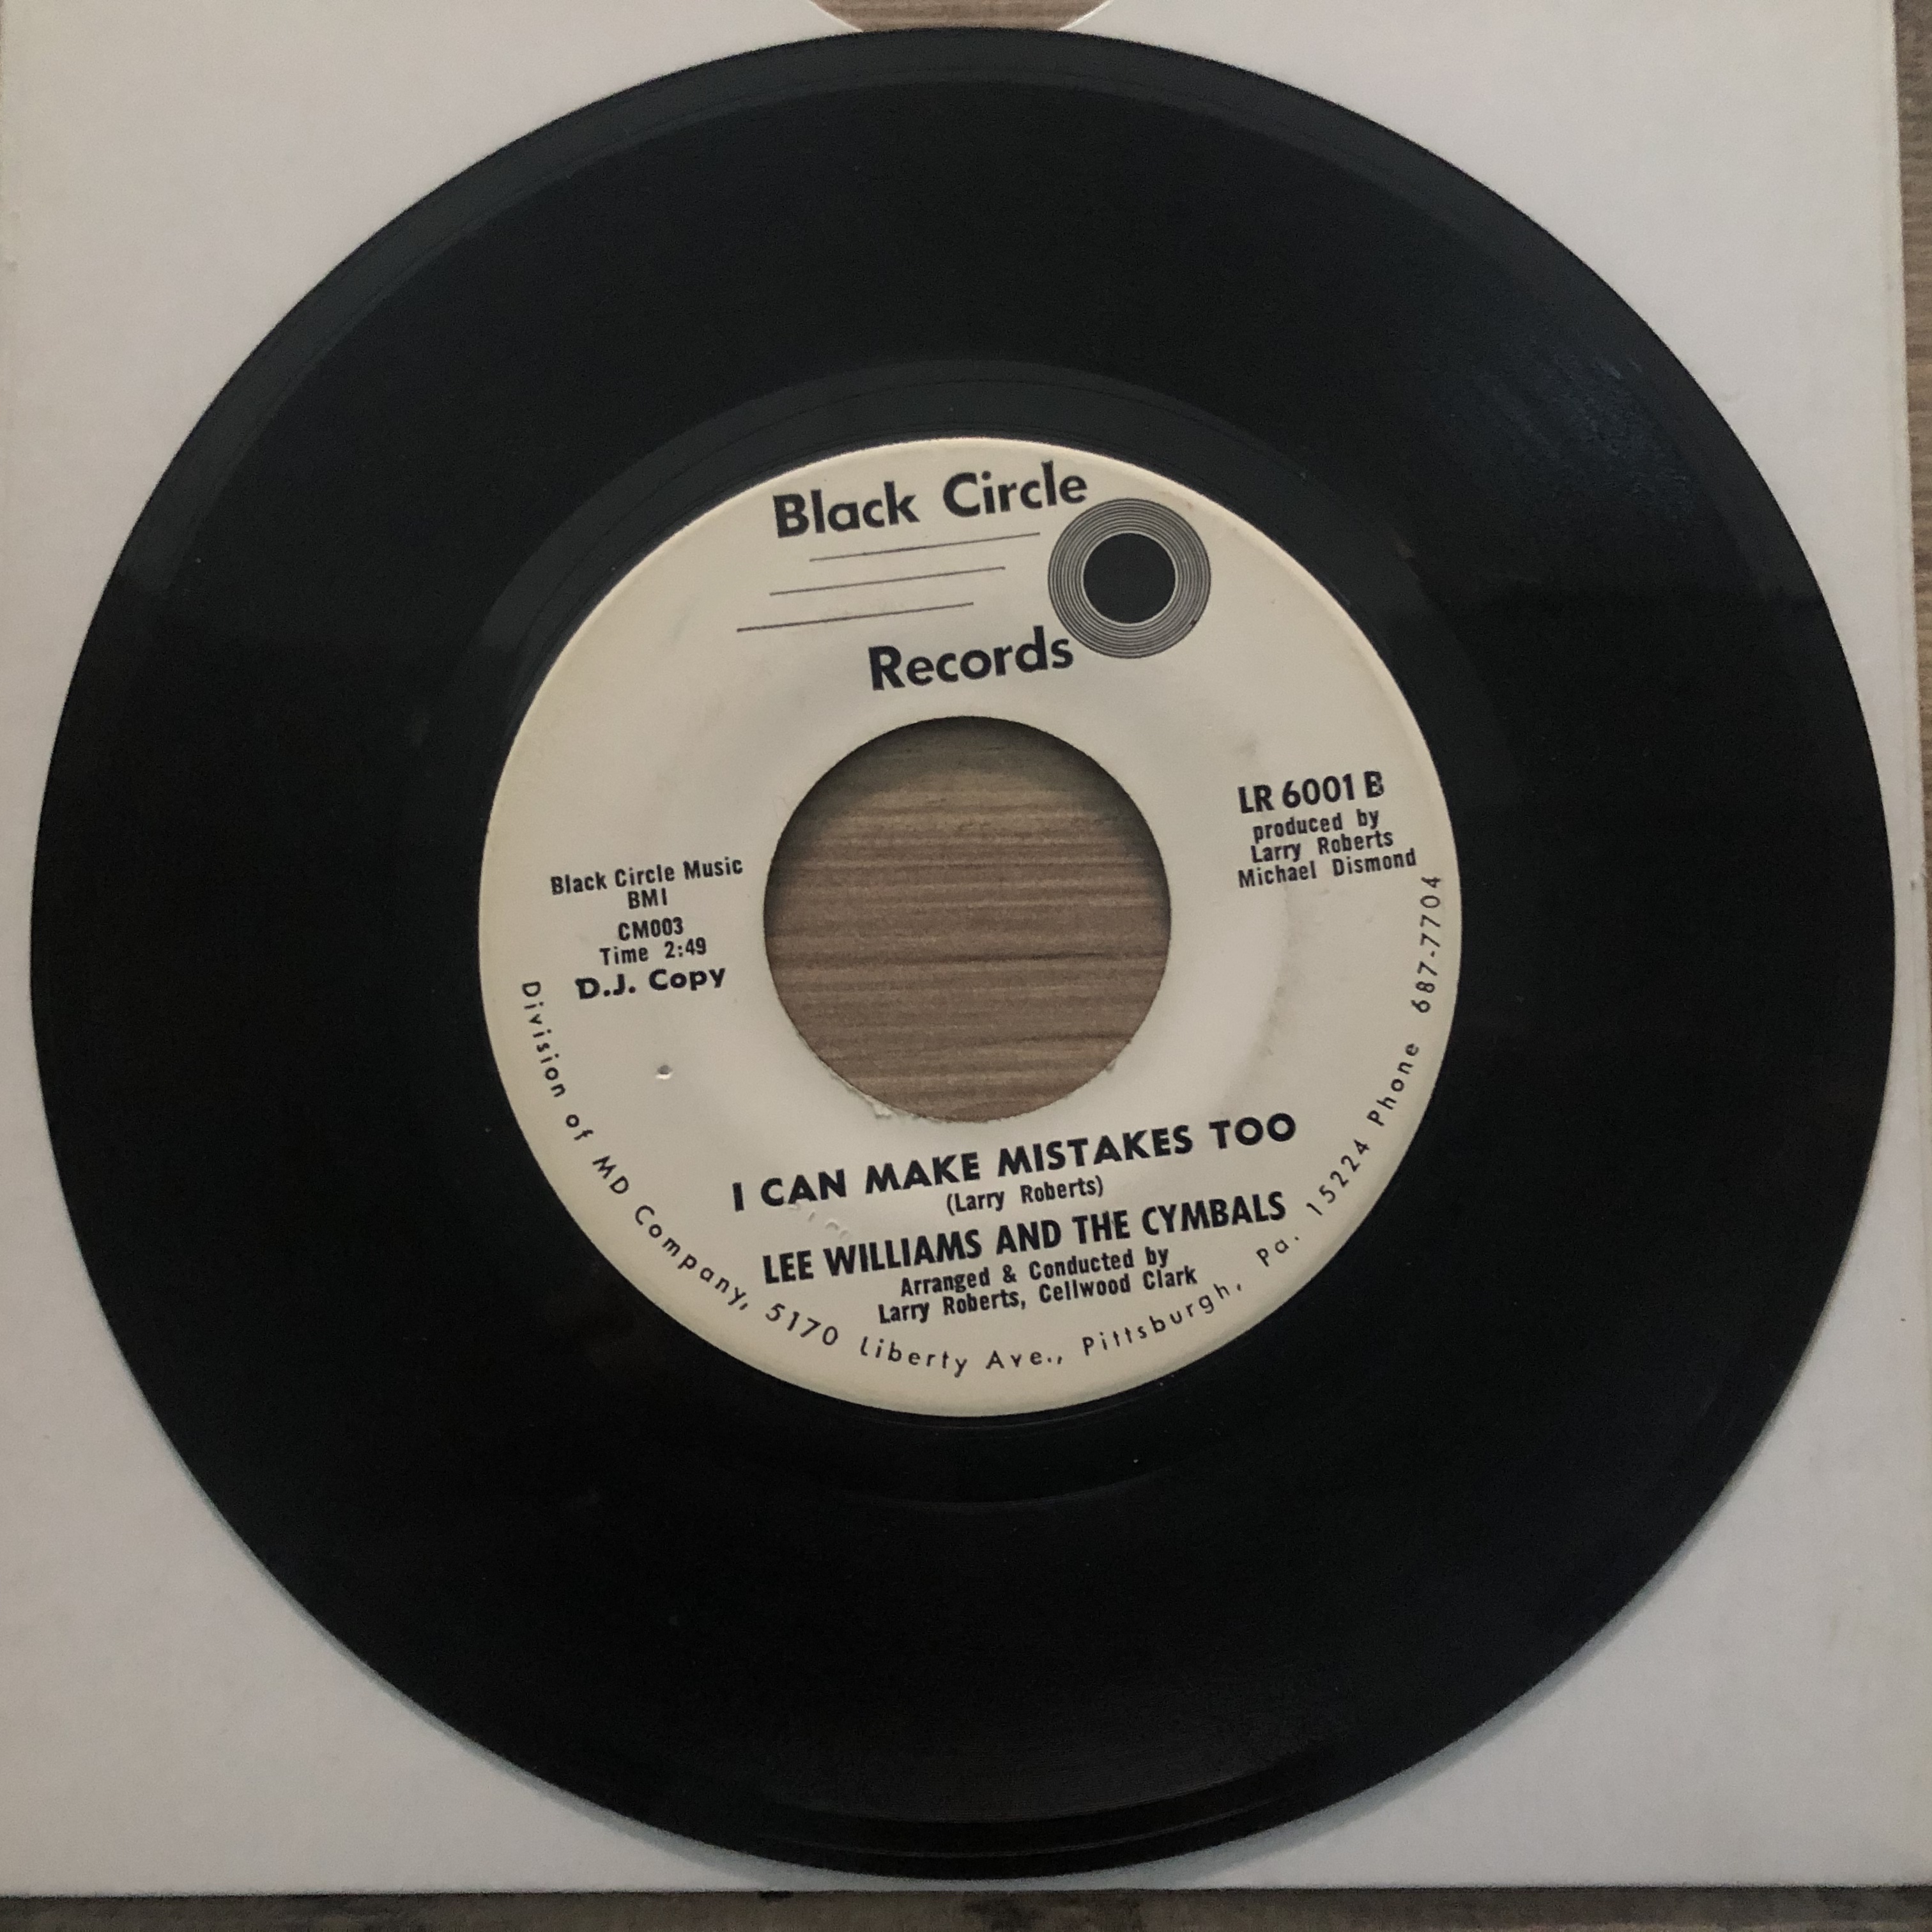 Black Circle
Records
LR 6001 B
produced by
Larry Roberts
Michael Dismond
Black Circle Music
BMI
CM003
Time 2:49
D.J. Copy
I CAN MAKE MISTAKES TOO
(Larry Roberts)
LEE WILLIAMS AND THE CYMBALS
Arranged & Conducted by
Larry Roberts, Cellwood Clark
Division of MD Company, 5170 Liberty Ave., Pittsburgh, Pa. 15224 Phone 687-7704